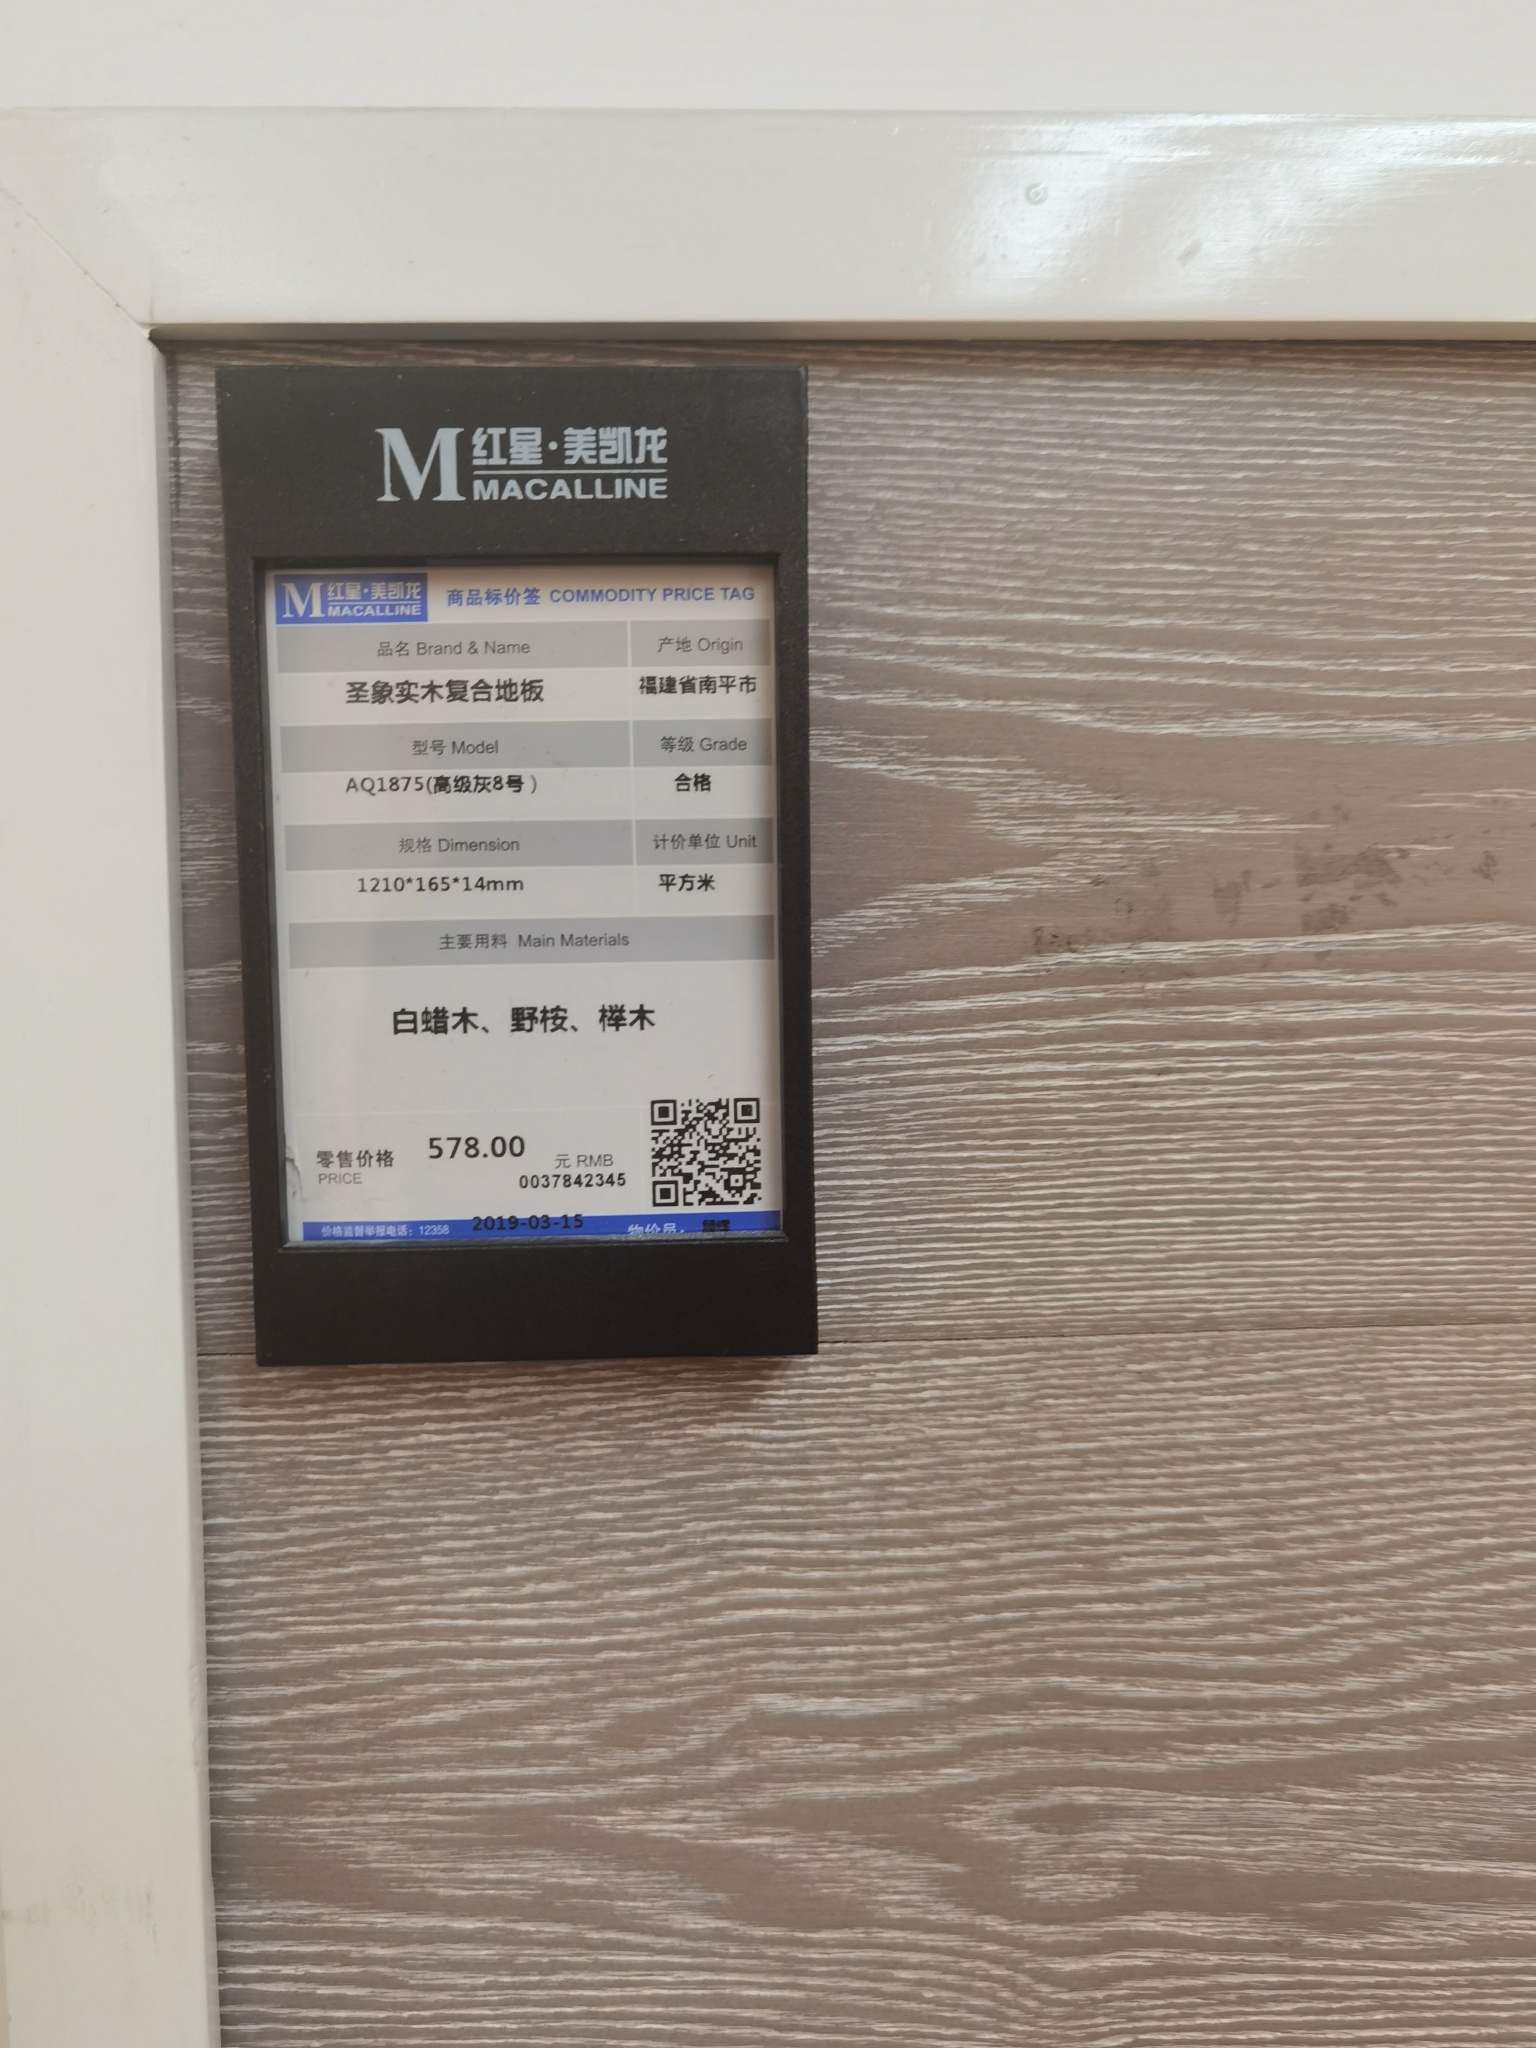 M 红星·美凯龙
MACALLINE
M 红星·美凯龙
MACALLINE
商品标价签 COMMODITY PRICE TAG
品名 Brand & Name 产地 Origin
圣象实木复合地板 福建省南平市
型号 Model 等级 Grade
AQ1875(高级灰8号) 合格
规格 Dimension 计价单位 Unit
1210*165*14mm 平方米
主要用料 Main Materials
白蜡木、野桉、榉木
零售价格 578.00 元 RMB
PRICE 0037842345
价格监督举报电话：12358 2019-03-15 物价员：